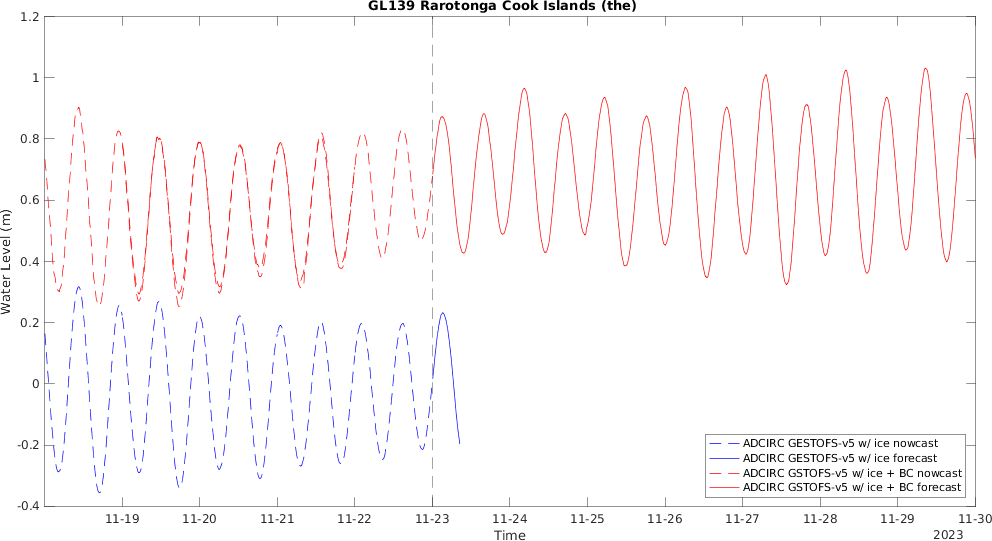 GL139 Rarotonga Cook Islands (the)
1.2
1
0.8
0.6
0.4
0.2
0
-0.2
-0.4
Water Level (m)
11-19 11-20 11-21 11-22 11-23 11-24 11-25 11-26 11-27 11-28 11-29 11-30
Time
2023
ADCIRC GESTOFS-v5 w/ ice nowcast
ADCIRC GESTOFS-v5 w/ ice forecast
ADCIRC GSTOFS-v5 w/ ice + BC nowcast
ADCIRC GSTOFS-v5 w/ ice + BC forecast